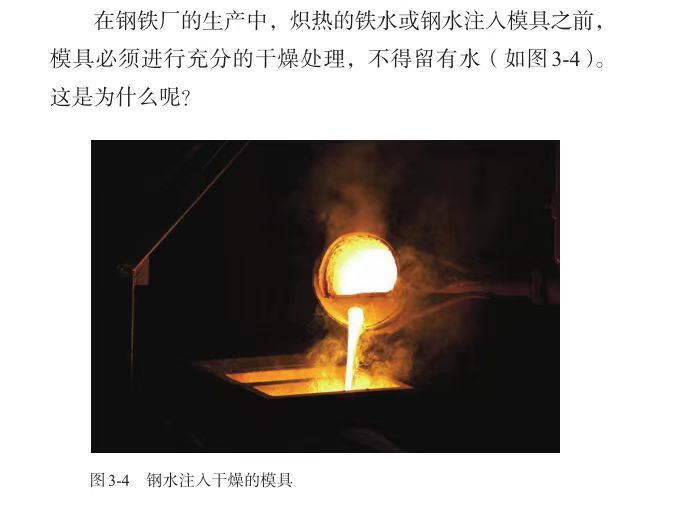 在钢铁厂的生产中，炽热的铁水或钢水注入模具之前，
模具必须进行充分的干燥处理，不得留有水（如图3-4）。
这是为什么呢？
图3-4　钢水注入干燥的模具